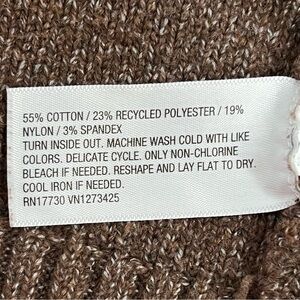 55% COTTON / 23% RECYCLED POLYESTER / 19%
NYLON / 3% SPANDEX
TURN INSIDE OUT. MACHINE WASH COLD WITH LIKE
COLORS. DELICATE CYCLE. ONLY NON-CHLORINE
BLEACH IF NEEDED. RESHAPE AND LAY FLAT TO DRY.
COOL IRON IF NEEDED.
RN17730 VN1273425